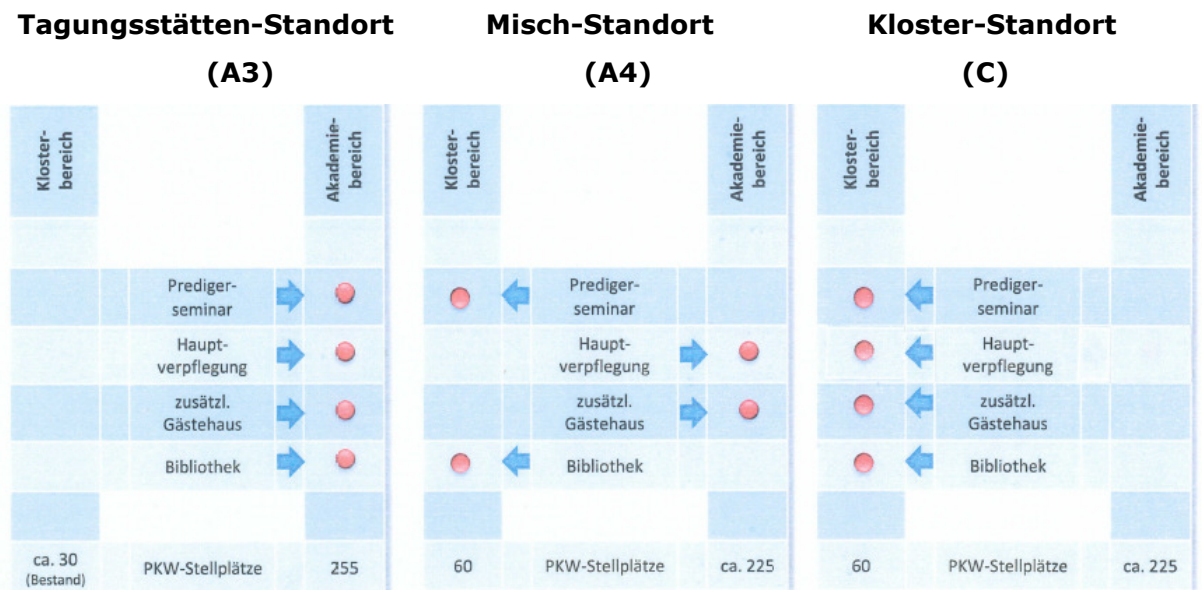 Tagungsstätten-Standort
(A3)
Kloster-
bereich
Akademie-
bereich
Prediger-
seminar
Haupt-
verpflegung
zusätzl.
Gästehaus
Bibliothek
ca. 30
(Bestand)
PKW-Stellplätze
255
Misch-Standort
(A4)
Kloster-
bereich
Akademie-
bereich
Prediger-
seminar
Haupt-
verpflegung
zusätzl.
Gästehaus
Bibliothek
60
PKW-Stellplätze
ca. 225
Kloster-Standort
(C)
Kloster-
bereich
Akademie-
bereich
Prediger-
seminar
Haupt-
verpflegung
zusätzl.
Gästehaus
Bibliothek
60
PKW-Stellplätze
ca. 225